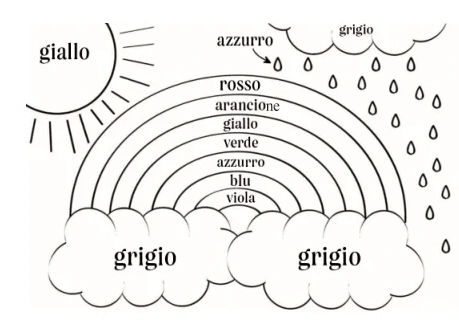 grigio
azzurro
giallo
rosso
arancione
giallo
verde
azzurro
blu
viola
grigio
grigio